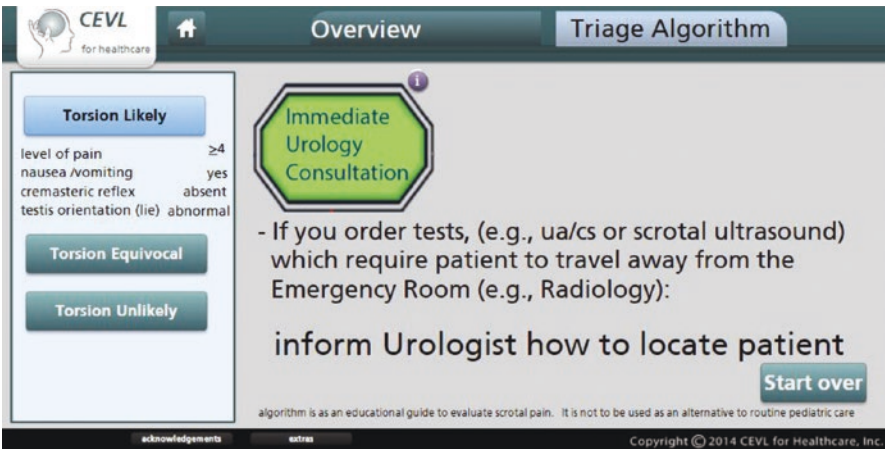 CEVL
for healthcare
Overview
Triage Algorithm
Torsion Likely
level of pain ≥4
nausea /vomiting yes
cremasteric reflex absent
testis orientation (lie) abnormal
Torsion Equivocal
Torsion Unlikely
i
Immediate
Urology
Consultation
- If you order tests, (e.g., ua/cs or scrotal ultrasound)
which require patient to travel away from the
Emergency Room (e.g., Radiology):
inform Urologist how to locate patient
Start over
algorithm is as an educational guide to evaluate scrotal pain. It is not to be used as an alternative to routine pediatric care
acknowledgements
extras
Copyright © 2014 CEVL for Healthcare, Inc.